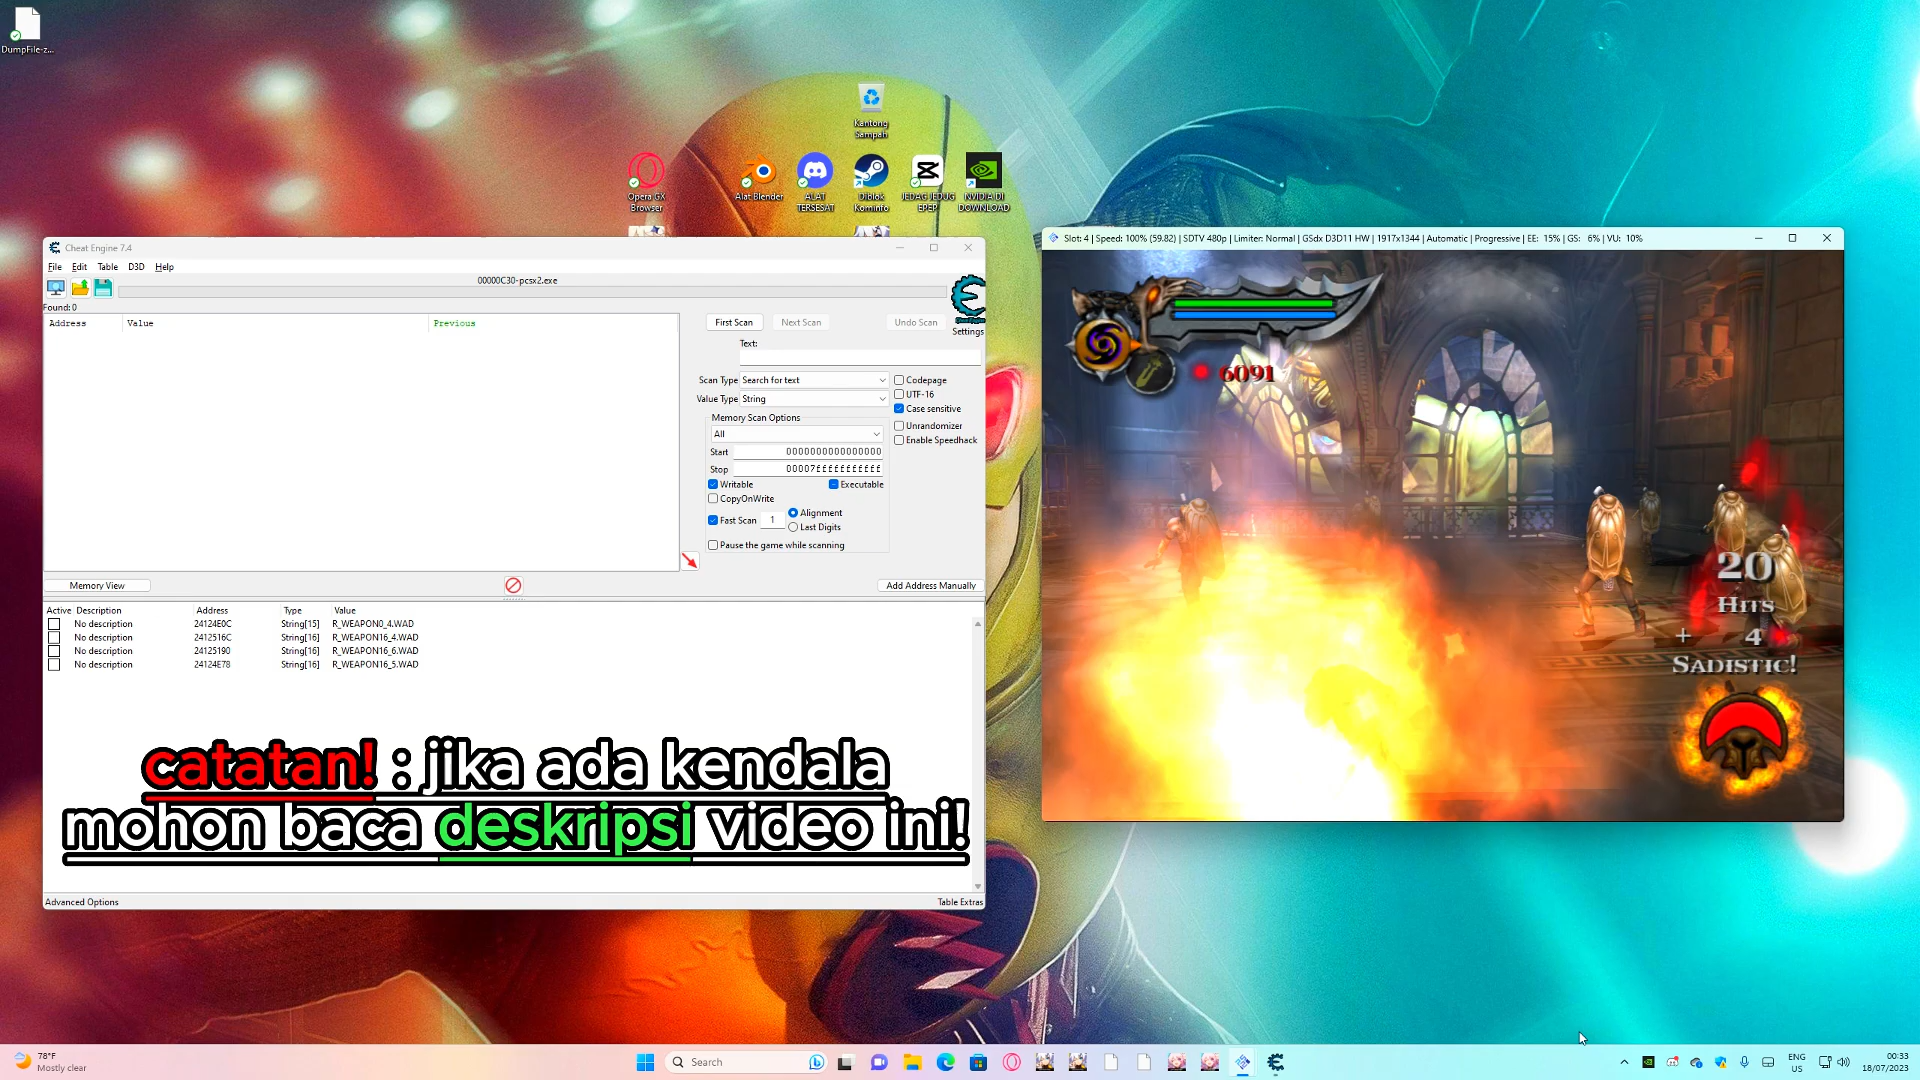 DumpFile-z...
Kantong
Sampah
Opera GX
Browser
Alat Blender
ALAT
TERSESAT
Diblok
Kominfo
JEDAG JEDUG
EPEP
NVIDIA DI
DOWNLOAD
Cheat Engine 7.4
File Edit Table D3D Help
00000C30-pcsx2.exe
Found: 0
Address Value Previous
First Scan Next Scan Undo Scan
Settings
Text:
Scan Type Search for text
Codepage
UTF-16
Value Type String
Case sensitive
Memory Scan Options
All
Unrandomizer
Enable Speedhack
Start 0000000000000000
Stop 00007fffffffffff
Writable Executable
CopyOnWrite
Fast Scan 1 Alignment
Last Digits
Pause the game while scanning
Memory View Add Address Manually
Active Description Address Type Value
No description 24124E0C String[15] R_WEAPON0_4.WAD
No description 2412516C String[16] R_WEAPON16_4.WAD
No description 24125190 String[16] R_WEAPON16_6.WAD
No description 24124E78 String[16] R_WEAPON16_5.WAD
catatan! : jika ada kendala
mohon baca deskripsi video ini!
Advanced Options Table Extras
Slot: 4 | Speed: 100% (59.82) | SDTV 480p | Limiter: Normal | GSdx D3D11 HW | 1917x1344 | Automatic | Progressive | EE: 15% | GS: 6% | VU: 10%
6091
20
Hits
+ 4
Sadistic!
78°F
Mostly clear
Search
ENG
US
00:33
18/07/2023